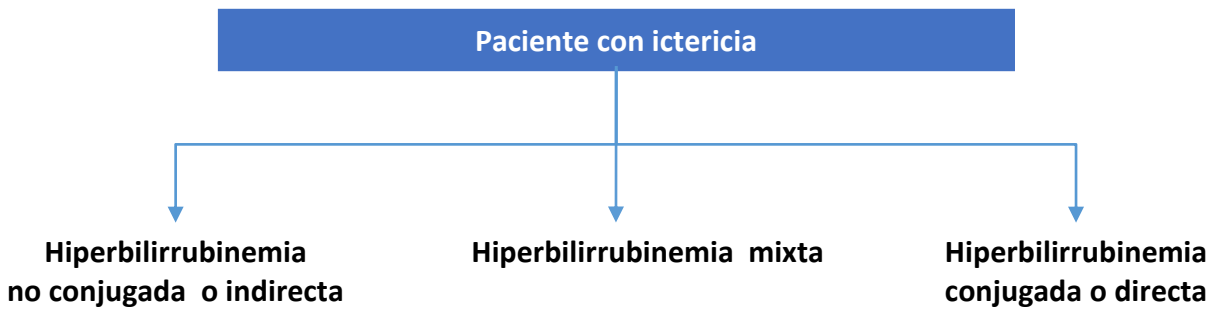 Paciente con ictericia
Hiperbilirrubinemia
no conjugada o indirecta
Hiperbilirrubinemia mixta
Hiperbilirrubinemia
conjugada o directa